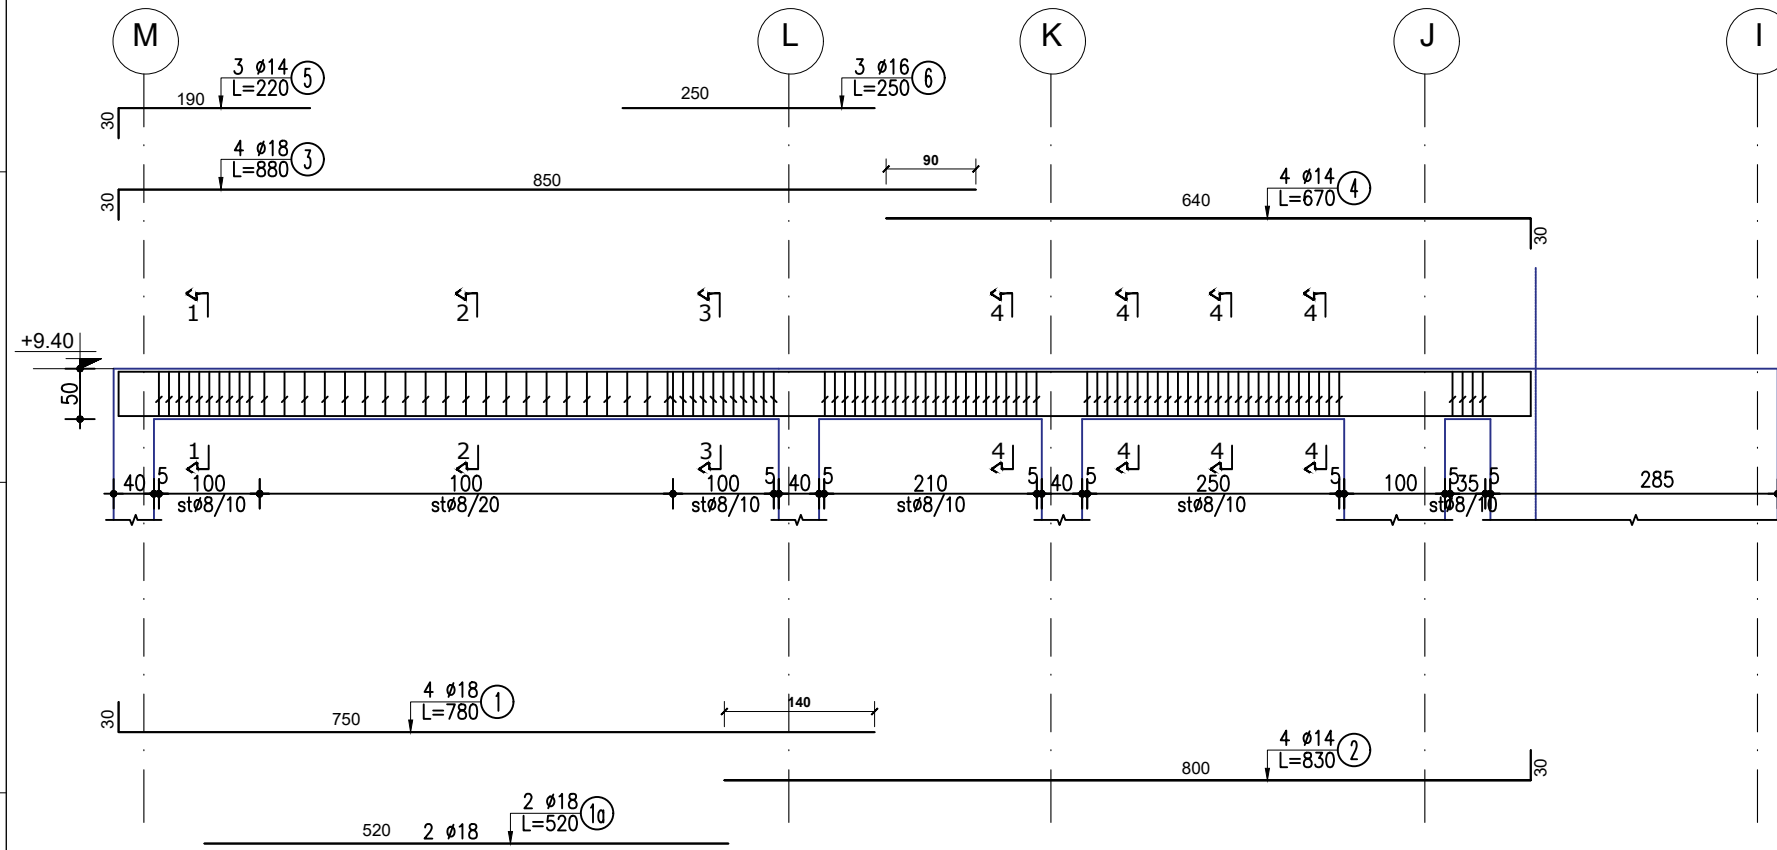 M L K J I
3 ø14 5
L=220
190
30
3 ø16 6
L=250
250
4 ø18 3
L=880
850
30
90
4 ø14 4
L=670
640
30
1 2 3 4 4 4 4
+9.40
50
1 2 3 4 4 4 4
40 5 100 100 100 5 40 5 210 5 40 5 250 5 100 5 35 5 285
stø8/10 stø8/20 stø8/10 stø8/10 stø8/10 stø8/10
4 ø18 1
L=780
750
30
140
4 ø14 2
L=830
800
30
2 ø18 1a
L=520
520 2 ø18